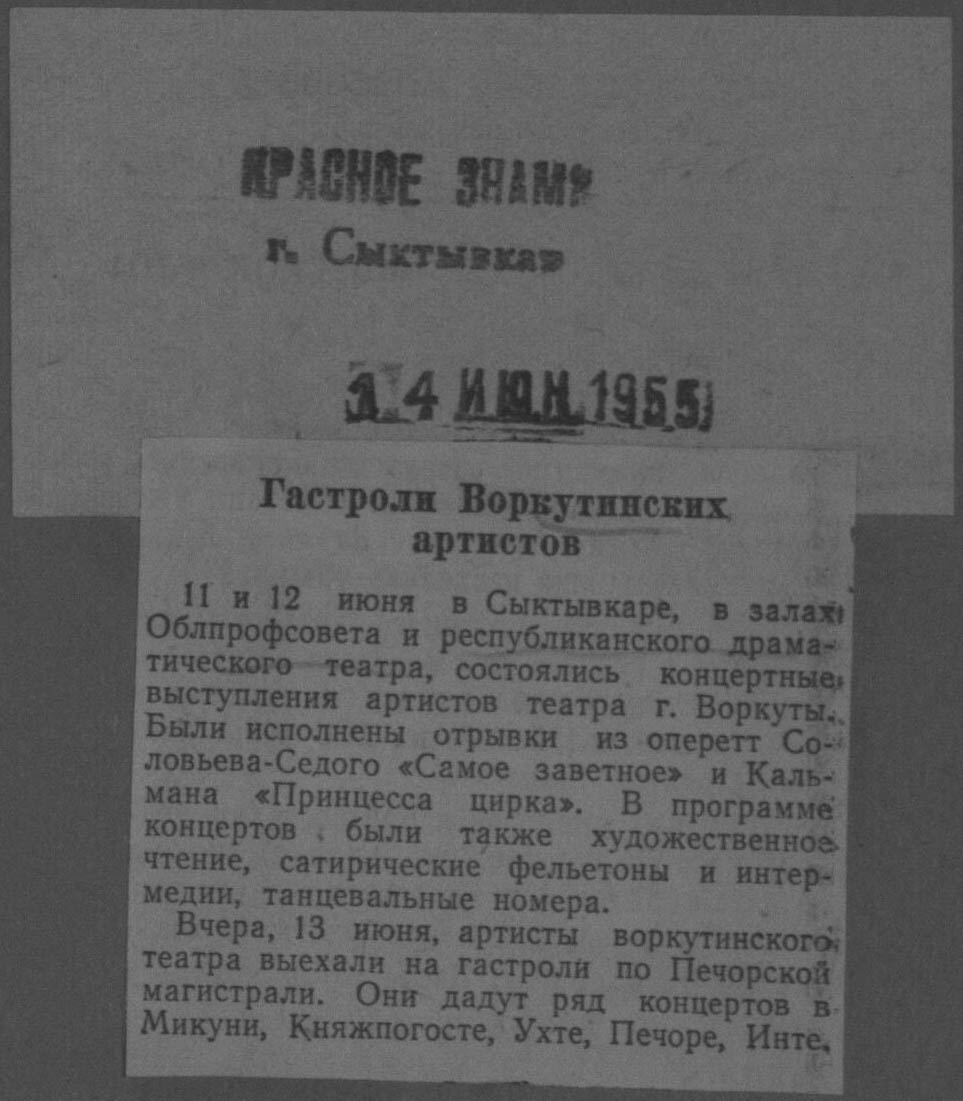 КРАСНОЕ ЗНАМЯ
г. Сыктывкар
14 ИЮН 1955
Гастроли Воркутинских
артистов
11 и 12 июня в Сыктывкаре, в залах
Облпрофсовета и республиканского драма-
тического театра, состоялись концертные
выступления артистов театра г. Воркуты.
Были исполнены отрывки из оперетт Со-
ловьева-Седого «Самое заветное» и Каль-
мана «Принцесса цирка». В программе
концертов были также художественное
чтение, сатирические фельетоны и интер-
медии, танцевальные номера.
Вчера, 13 июня, артисты воркутинского
театра выехали на гастроли по Печорской
магистрали. Они дадут ряд концертов в
Микуни, Княжпогосте, Ухте, Печоре, Инте.